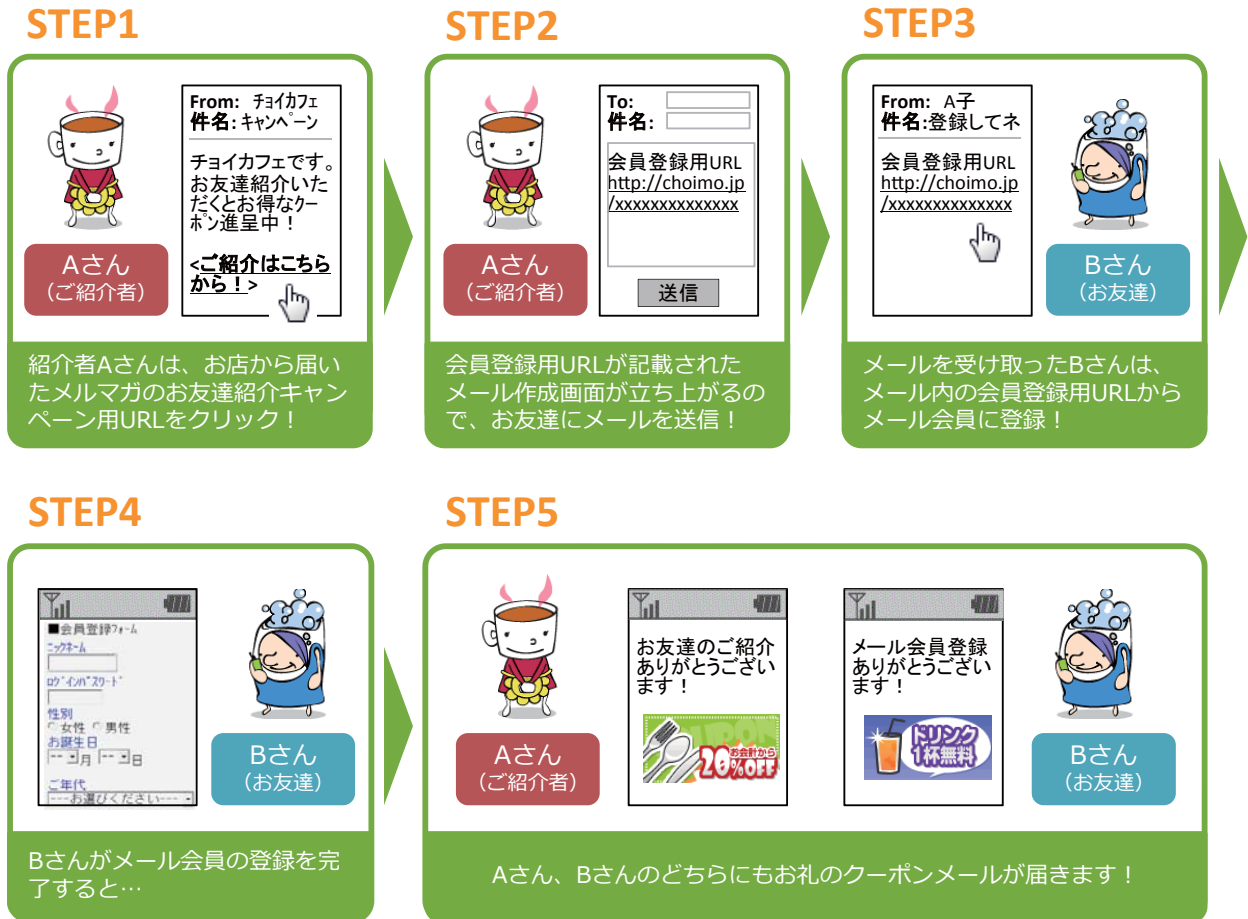 STEP1
From: チョイカフェ
件名: キャンペーン
チョイカフェです。
お友達紹介いた
だくとお得なクー
ポン進呈中！
<ご紹介はこちら
から！>
Aさん
（ご紹介者）
紹介者Aさんは、お店から届い
たメルマガのお友達紹介キャン
ペーン用URLをクリック！
STEP2
To:
件名:
会員登録用URL
http://choimo.jp
/xxxxxxxxxxxxxx
送信
Aさん
（ご紹介者）
会員登録用URLが記載された
メール作成画面が立ち上がるの
で、お友達にメールを送信！
STEP3
From: A子
件名:登録してネ
会員登録用URL
http://choimo.jp
/xxxxxxxxxxxxxx
Bさん
（お友達）
メールを受け取ったBさんは、
メール内の会員登録用URLから
メール会員に登録！
STEP4
■会員登録フォーム
ニックネーム
ログインパスワード
性別
女性 男性
お誕生日
-- 月 -- 日
ご年代
---お選びください---
Bさん
（お友達）
Bさんがメール会員の登録を完
了すると…
STEP5
Aさん
（ご紹介者）
お友達のご紹介
ありがとうござい
ます！
COUPON
お会計から
20%OFF
メール会員登録
ありがとうござい
ます！
ドリンク
1杯無料
Bさん
（お友達）
Aさん、Bさんのどちらにもお礼のクーポンメールが届きます！